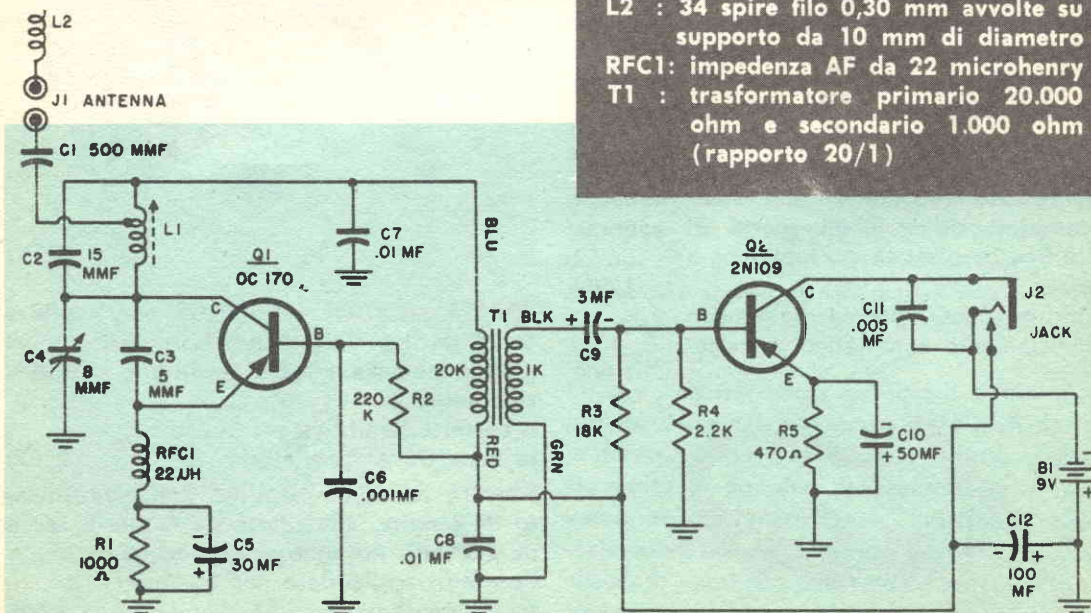 L2 : 34 spire filo 0,30 mm avvolte su
supporto da 10 mm di diametro
RFC1: impedenza AF da 22 microhenry
T1 : trasformatore primario 20.000
ohm e secondario 1.000 ohm
(rapporto 20/1)
L2
J1 ANTENNA
C1 500 MMF
L1
C2 15
MMF
C7
.01 MF
BLU
Q1
OC 170
C
B
E
C4
8
MMF
C3
5
MMF
RFC1
22 UH
R1
1000
Ω
C5
30 MF
-
+
220
K
R2
C6
.001MF
T1
BLK
20K
1K
RED
GRN
C8
.01 MF
3MF
+
-
C9
R3
18K
R4
2.2K
Q2
2N109
B
C
E
R5
470Ω
-
C10
+ 50MF
C11
.005
MF
J2
JACK
B1
9V
-
+
C12
-
+
100
MF